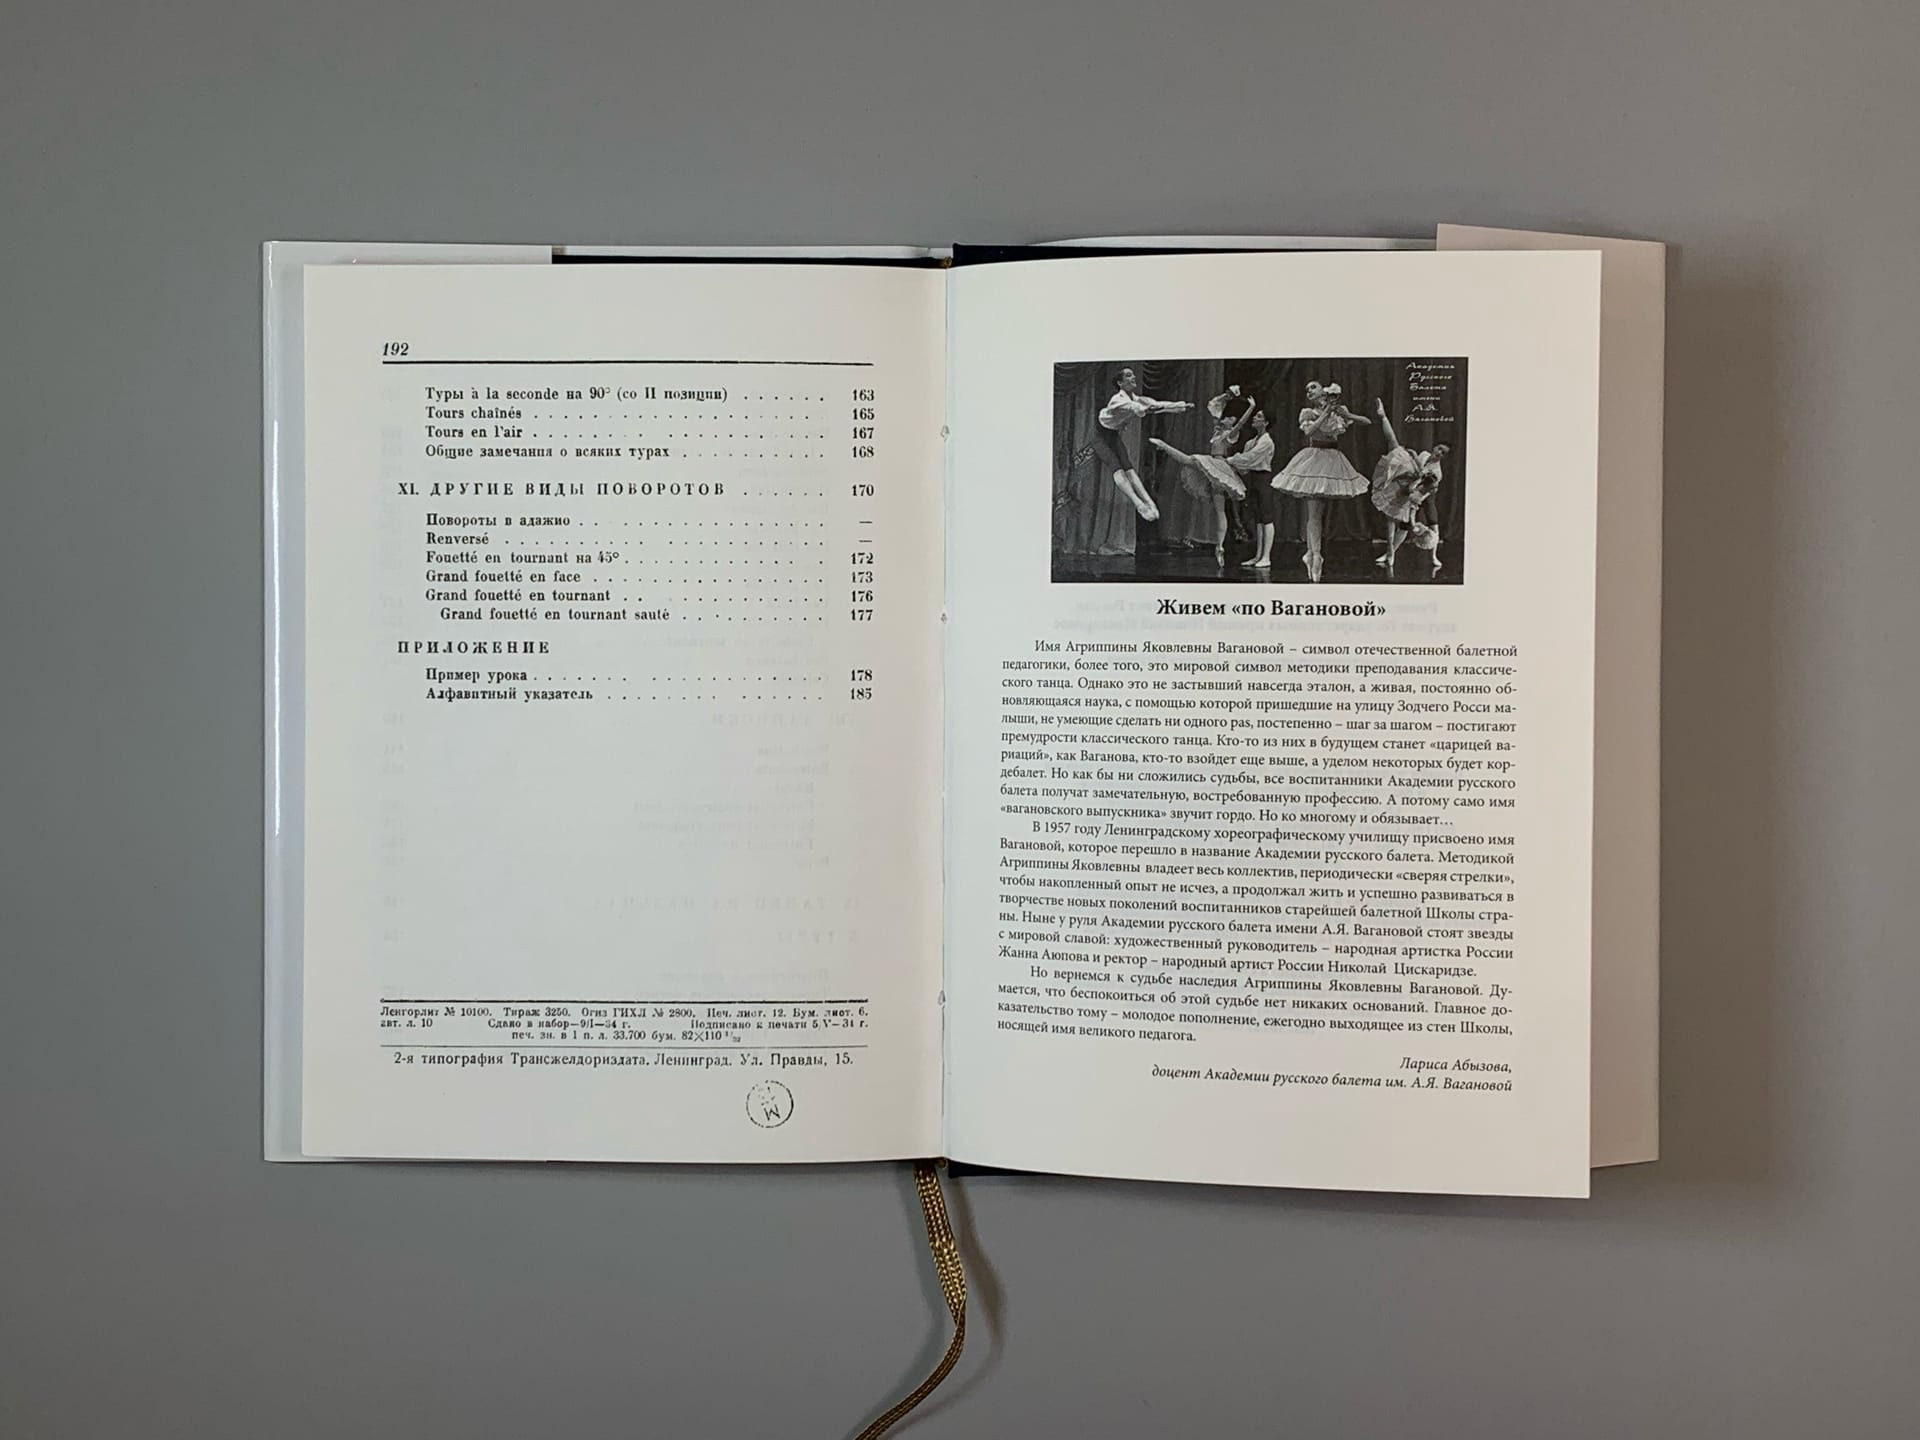 192
Туры à la seconde на 90° (со II позиции) . . . . . . 163
Tours chaînés . . . . . . . . . . . . . . . . . . . 165
Tours en l’air . . . . . . . . . . . . . . . . . . 167
Общие замечания о всяких турах . . . . . . . . . . 168
XI. ДРУГИЕ ВИДЫ ПОВОРОТОВ . . . . . . 170
Повороты в адажио . . . . . . . . . . . . . . . . —
Renversé . . . . . . . . . . . . . . . . . . . . —
Fouetté en tournant на 45° . . . . . . . . . . . . 172
Grand fouetté en face . . . . . . . . . . . . . . 173
Grand fouetté en tournant . . . . . . . . . . . . 176
Grand fouetté en tournant sauté . . . . . . . . . 177
ПРИЛОЖЕНИЕ
Пример урока . . . . . . . . . . . . . . . . . . 178
Алфавитный указатель . . . . . . . . . . . . . . 185
Ленгорлит № 10100. Тираж 3250. Огиз ГИХЛ № 2800. Печ. лист. 12. Бум. лист. 6.
авт. л. 10 Сдано в набор—9/I—34 г. Подписано к печати 5/V—34 г.
печ. зн. в 1 п. л. 33.700 бум. 82×110 1/32
2-я типография Трансжелдориздата. Ленинград. Ул. Правды, 15.
Академия
Русского
Балета
имени
А.Я.
Вагановой
Живем «по Вагановой»
Имя Агриппины Яковлевны Вагановой – символ отечественной балетной
педагогики, более того, это мировой символ методики преподавания классиче-
ского танца. Однако это не застывший навсегда эталон, а живая, постоянно об-
новляющаяся наука, с помощью которой пришедшие на улицу Зодчего Росси ма-
лыши, не умеющие сделать ни одного pas, постепенно – шаг за шагом – постигают
премудрости классического танца. Кто-то из них в будущем станет «царицей ва-
риаций», как Ваганова, кто-то взойдет еще выше, а уделом некоторых будет кор-
дебалет. Но как бы ни сложились судьбы, все воспитанники Академии русского
балета получат замечательную, востребованную профессию. А потому само имя
«вагановского выпускника» звучит гордо. Но ко многому и обязывает…
В 1957 году Ленинградскому хореографическому училищу присвоено имя
Вагановой, которое перешло в название Академии русского балета. Методикой
Агриппины Яковлевны владеет весь коллектив, периодически «сверяя стрелки»,
чтобы накопленный опыт не исчез, а продолжал жить и успешно развиваться в
творчестве новых поколений воспитанников старейшей балетной Школы стра-
ны. Ныне у руля Академии русского балета имени А.Я. Вагановой стоят звезды
с мировой славой: художественный руководитель – народная артистка России
Жанна Аюпова и ректор – народный артист России Николай Цискаридзе.
Но вернемся к судьбе наследия Агриппины Яковлевны Вагановой. Ду-
мается, что беспокоиться об этой судьбе нет никаких оснований. Главное до-
казательство тому – молодое пополнение, ежегодно выходящее из стен Школы,
носящей имя великого педагога.
Лариса Абызова,
доцент Академии русского балета им. А.Я. Вагановой